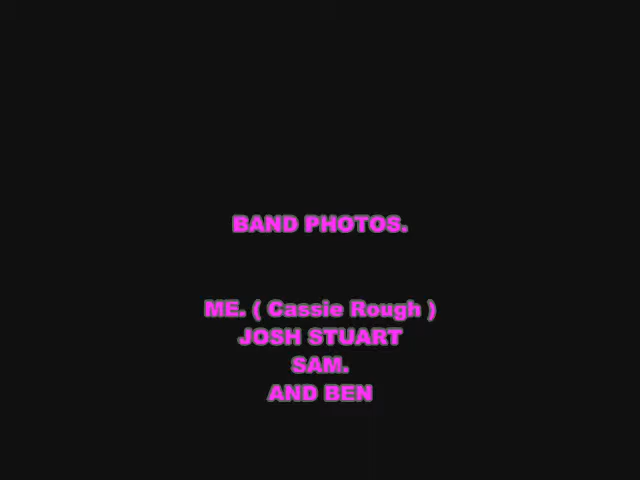 BAND PHOTOS.
ME. ( Cassie Rough )
JOSH STUART
SAM.
AND BEN